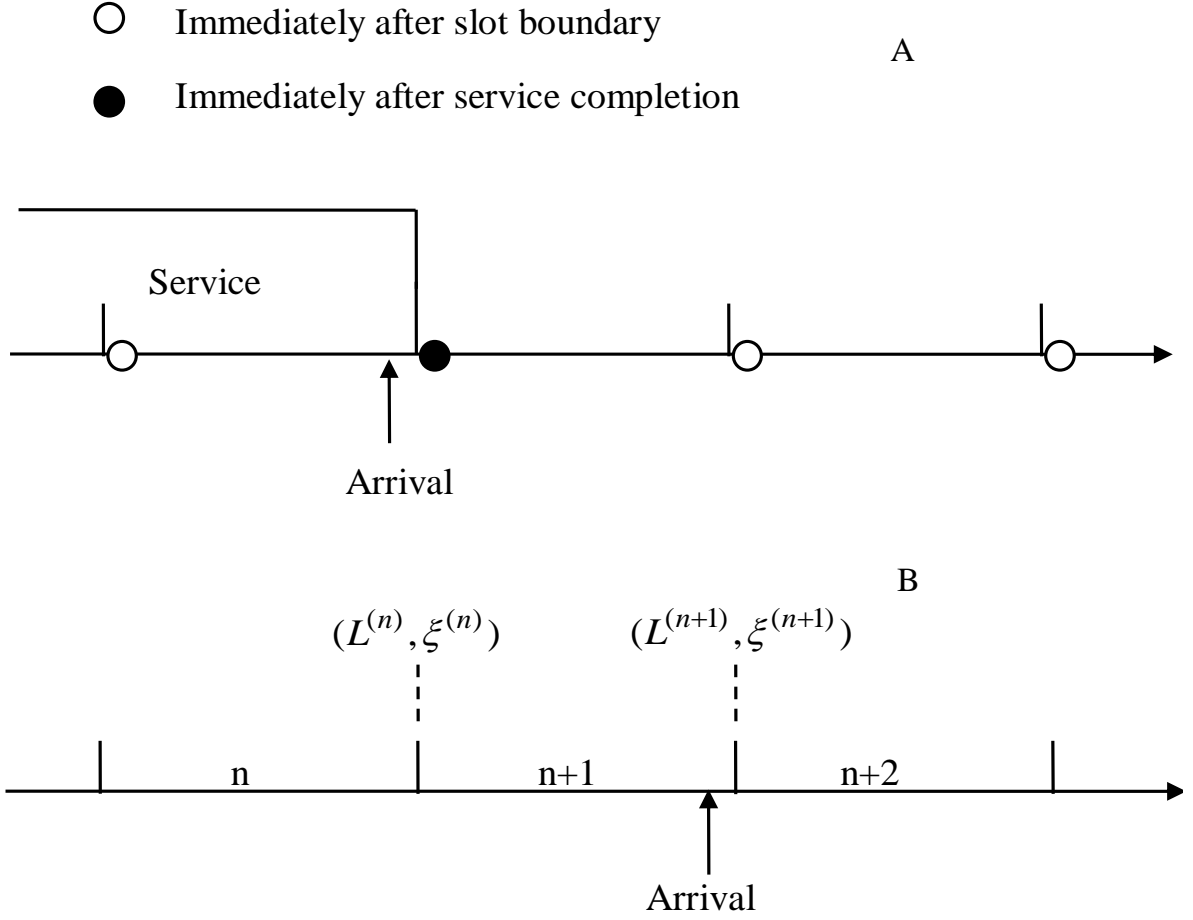 Immediately after slot boundary
A
Immediately after service completion
Service
Arrival
B
(L^{(n)}, ξ^{(n)}) (L^{(n+1)}, ξ^{(n+1)})
n n+1 n+2
Arrival